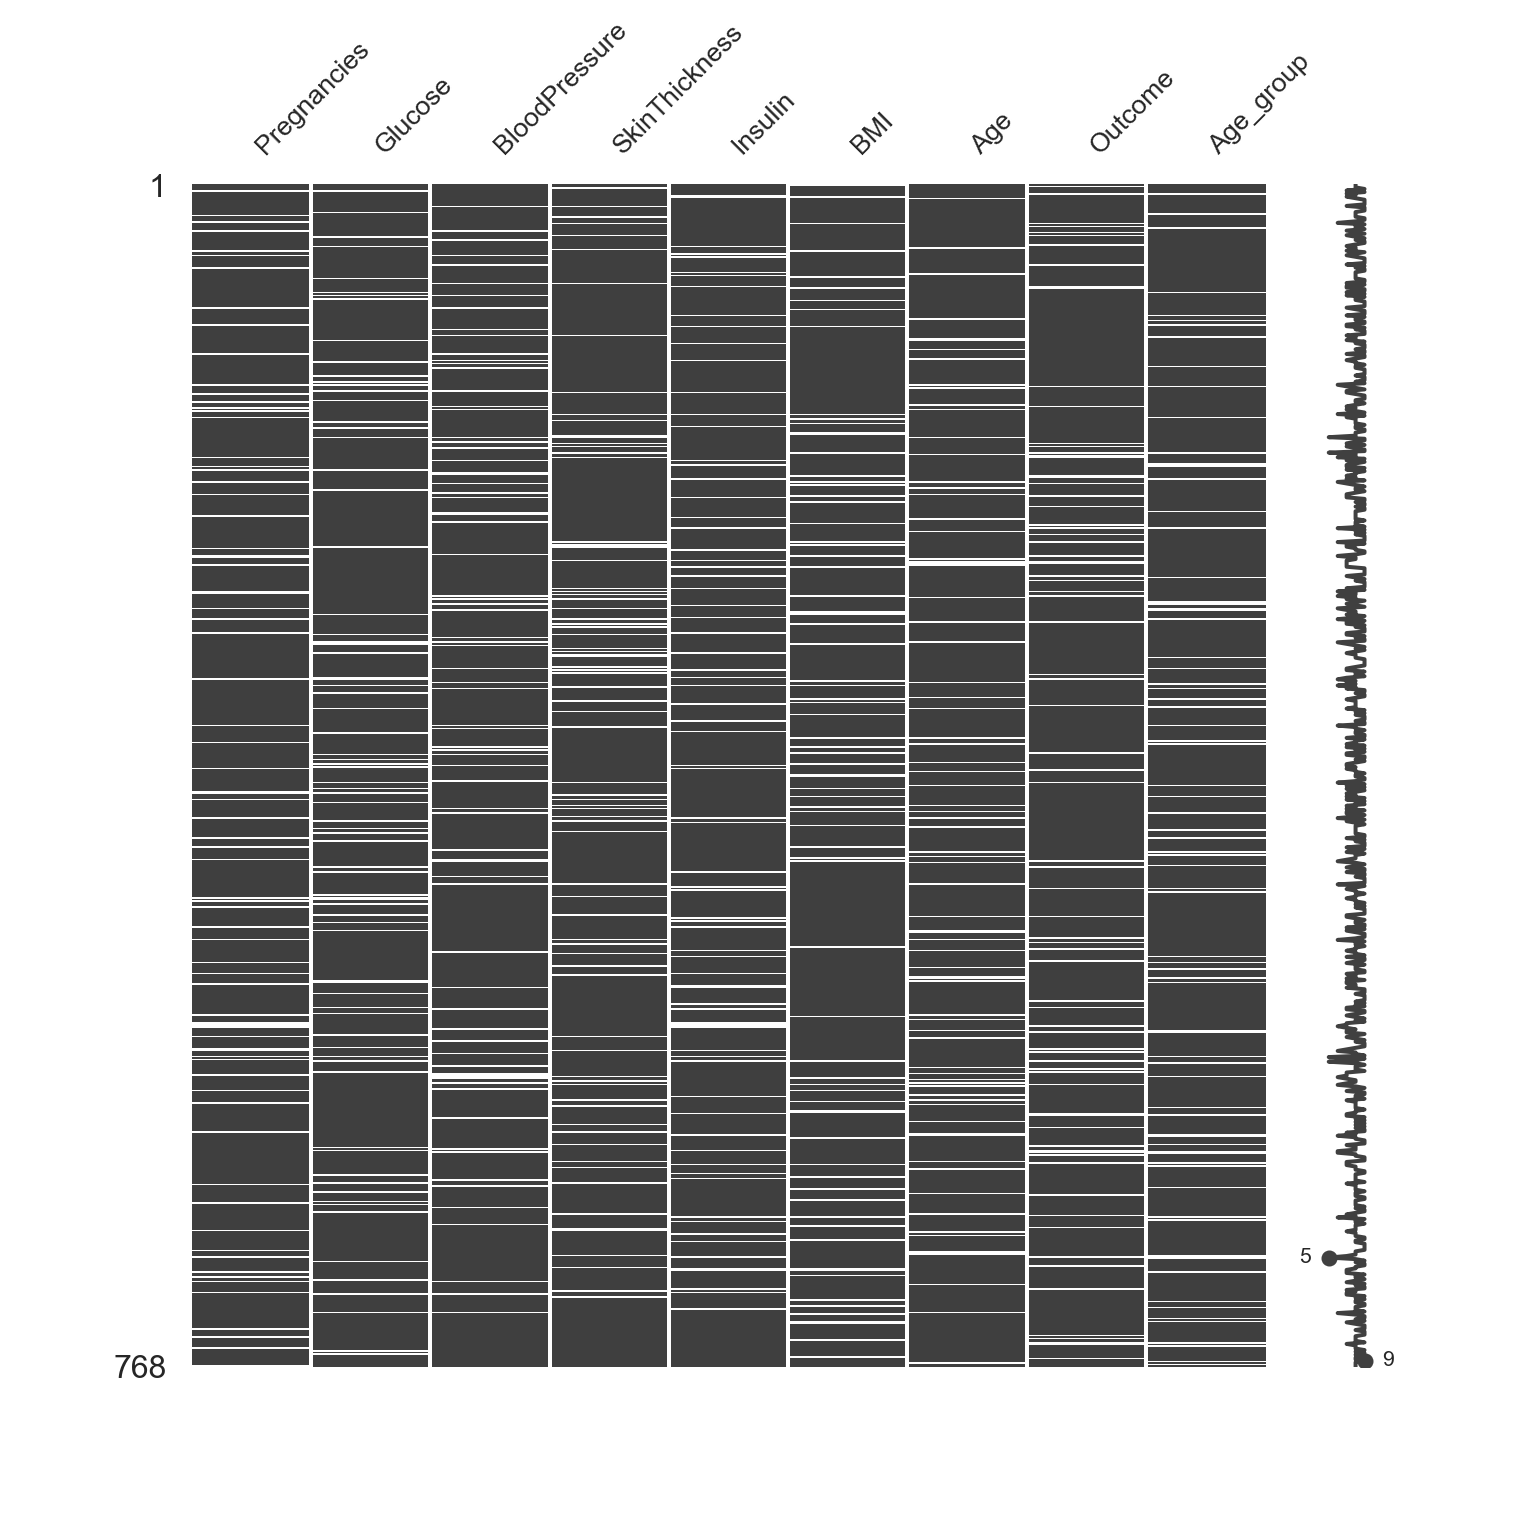 Pregnancies
Glucose
BloodPressure
SkinThickness
Insulin
BMI
Age
Outcome
Age_group
1
5
768
9